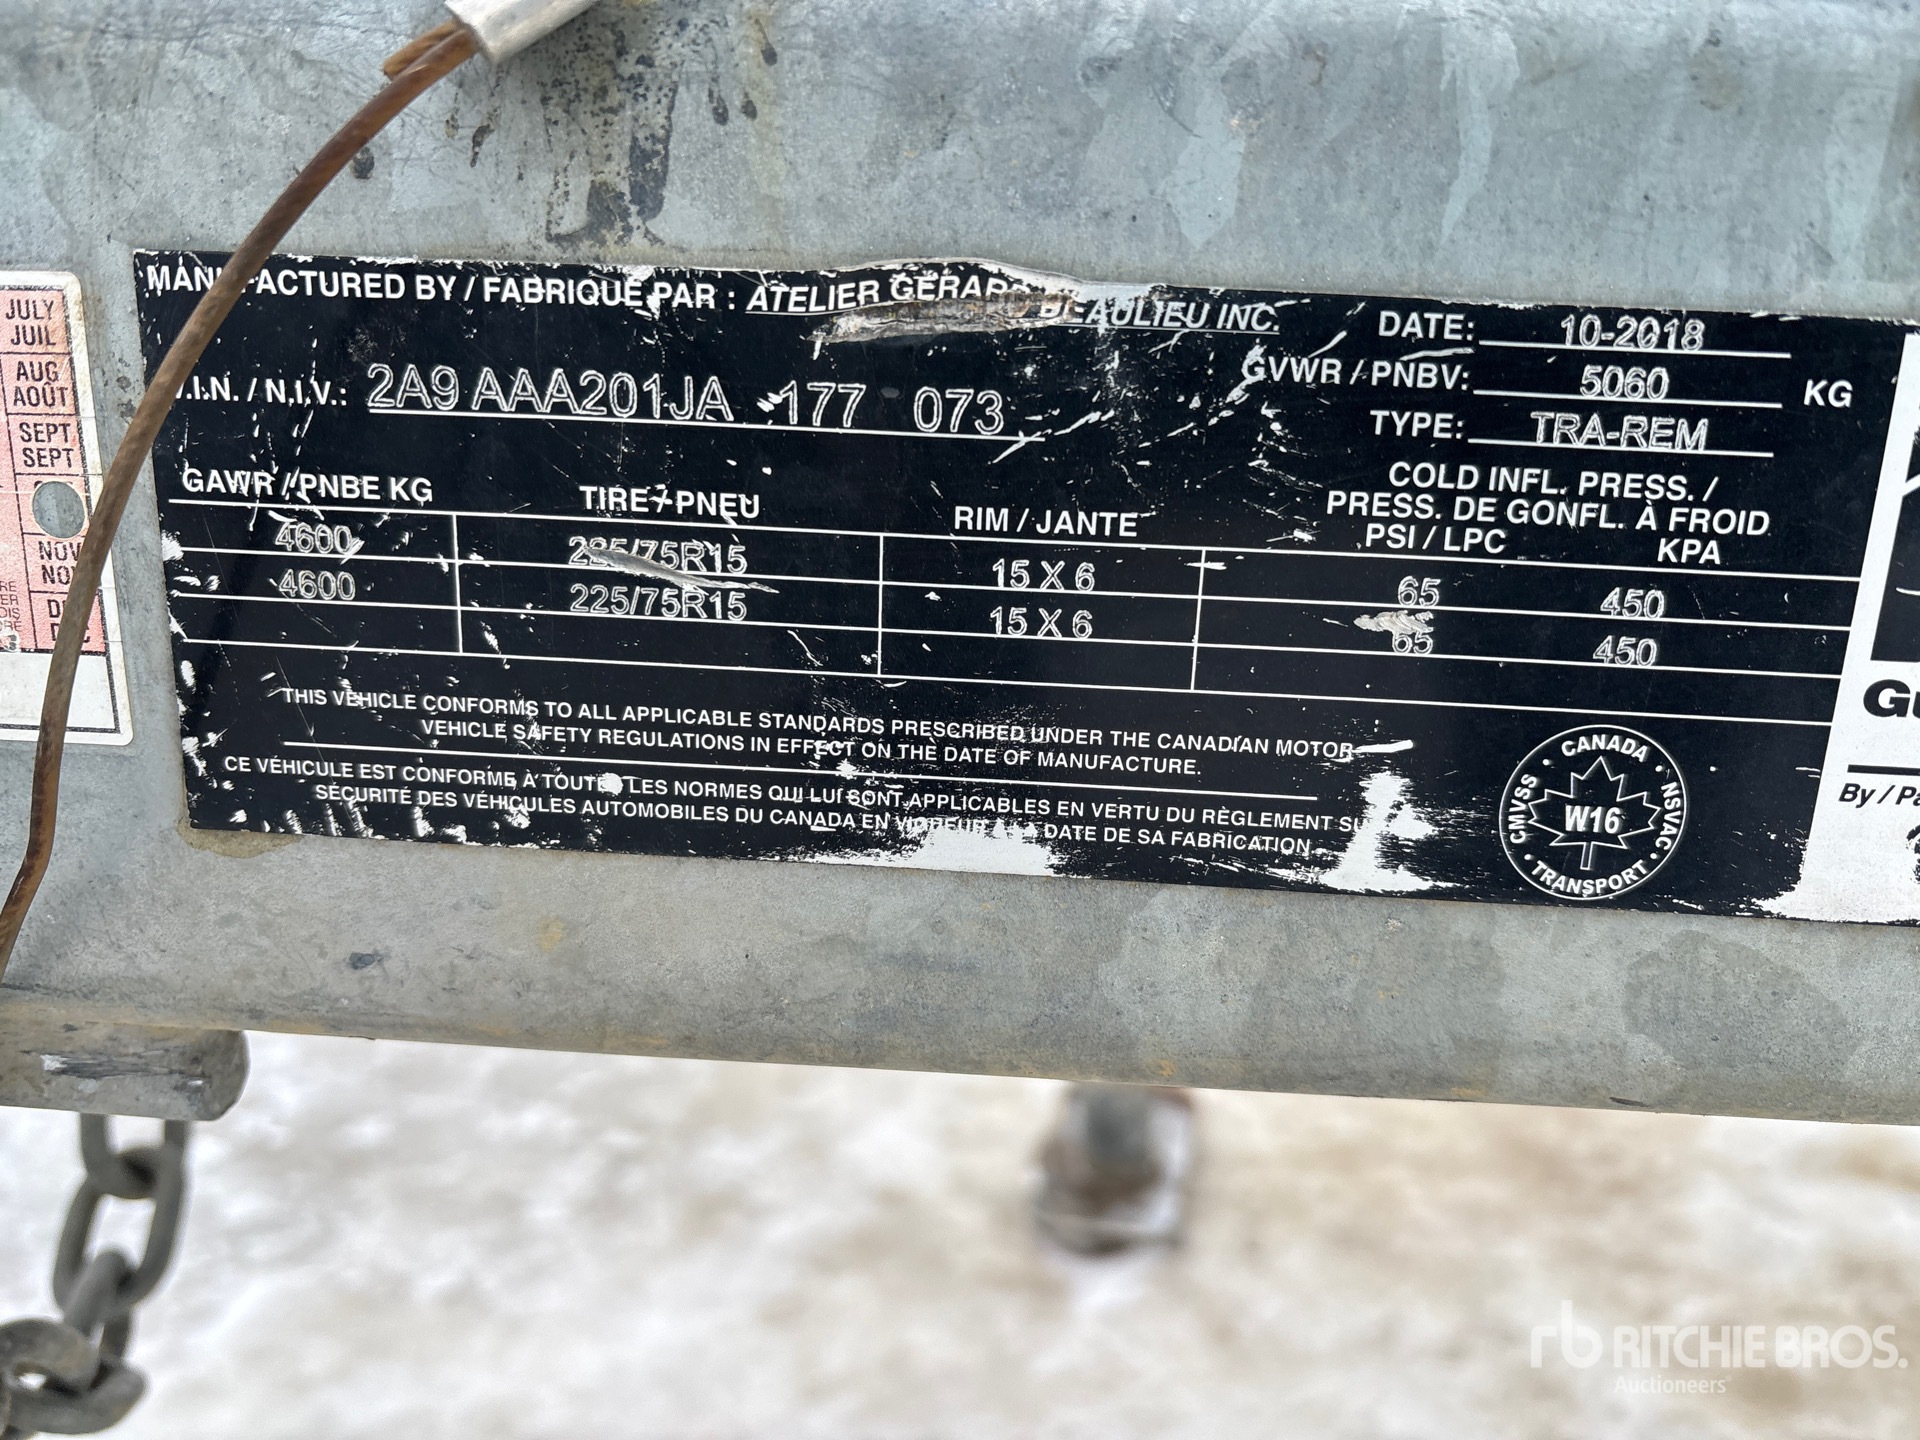 JULY
JUIL
AUG
AOÛT
SEPT
SEPT
NOV
NOV
MANUFACTURED BY / FABRIQUÉ PAR : ATELIER GERARD BEAULIEU INC.
DATE: 10-2018
V.I.N. / N.I.V.: 2A9 AAA201JA 177 073
GVWR / PNBV: 5060 KG
TYPE: TRA-REM
GAWR / PNBE KG TIRE / PNEU RIM / JANTE
COLD INFL. PRESS. /
PRESS. DE GONFL. À FROID
PSI / LPC KPA
4600 225/75R15 15 X 6 65 450
4600 225/75R15 15 X 6 65 450
THIS VEHICLE CONFORMS TO ALL APPLICABLE STANDARDS PRESCRIBED UNDER THE CANADIAN MOTOR
VEHICLE SAFETY REGULATIONS IN EFFECT ON THE DATE OF MANUFACTURE.
CE VÉHICULE EST CONFORME À TOUTES LES NORMES QUI LUI SONT APPLICABLES EN VERTU DU RÈGLEMENT SUR
SÉCURITÉ DES VÉHICULES AUTOMOBILES DU CANADA EN VIGUEUR À LA DATE DE SA FABRICATION.
CANADA
CMVSS W16 NSVAC
TRANSPORT
By / Pa
rb RITCHIE BROS.
Auctioneers